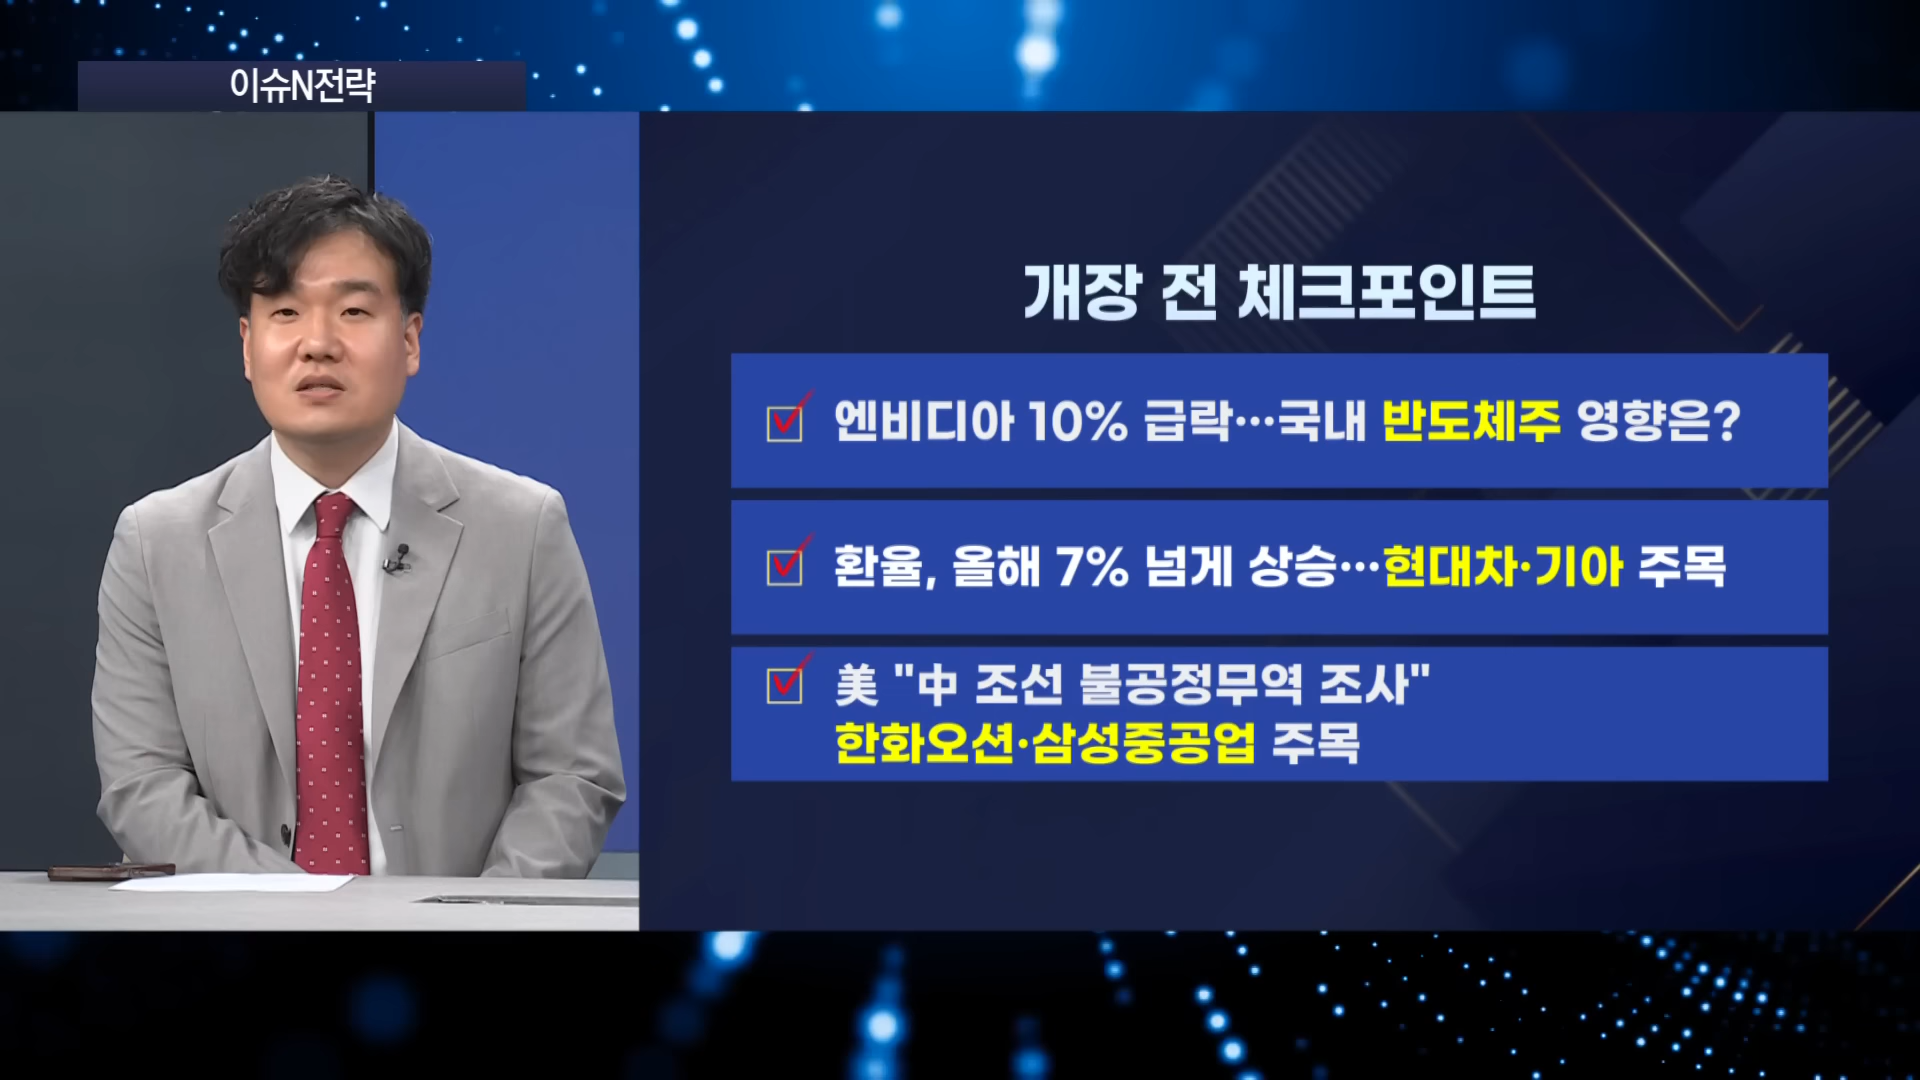 이슈N전략
개장 전 체크포인트
엔비디아 10% 급락…국내 반도체주 영향은?
환율, 올해 7% 넘게 상승…현대차·기아 주목
美 "中 조선 불공정무역 조사"
한화오션·삼성중공업 주목